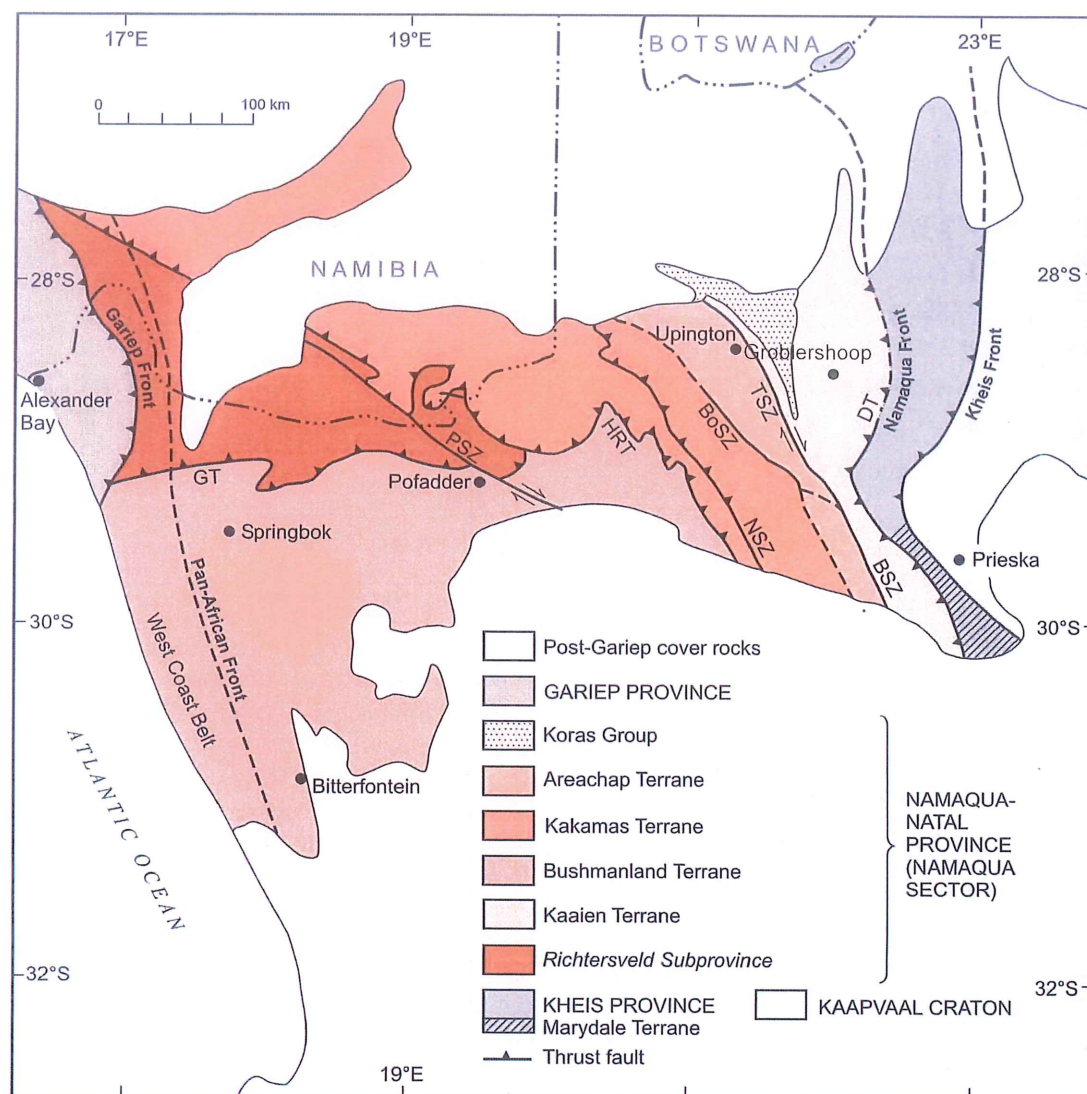 17°E
19°E
BOTSWANA
23°E
0
100 km
28°S
NAMIBIA
28°S
Gariep Front
Upington
Groblershoop
Namaqua Front
Kheis Front
Alexander
Bay
TSZ
DT
BoSZ
HRT
PSZ
GT
Pofadder
Springbok
NSZ
BSZ
Prieska
Pan-African Front
30°S
30°S
West Coast Belt
Post-Gariep cover rocks
GARIEP PROVINCE
Koras Group
Areachap Terrane
Kakamas Terrane
Bushmanland Terrane
Kaaien Terrane
Richtersveld Subprovince
NAMAQUA-
NATAL
PROVINCE
(NAMAQUA
SECTOR)
KHEIS PROVINCE
Marydale Terrane
KAAPVAAL CRATON
Thrust fault
Bitterfontein
ATLANTIC OCEAN
32°S
32°S
19°E